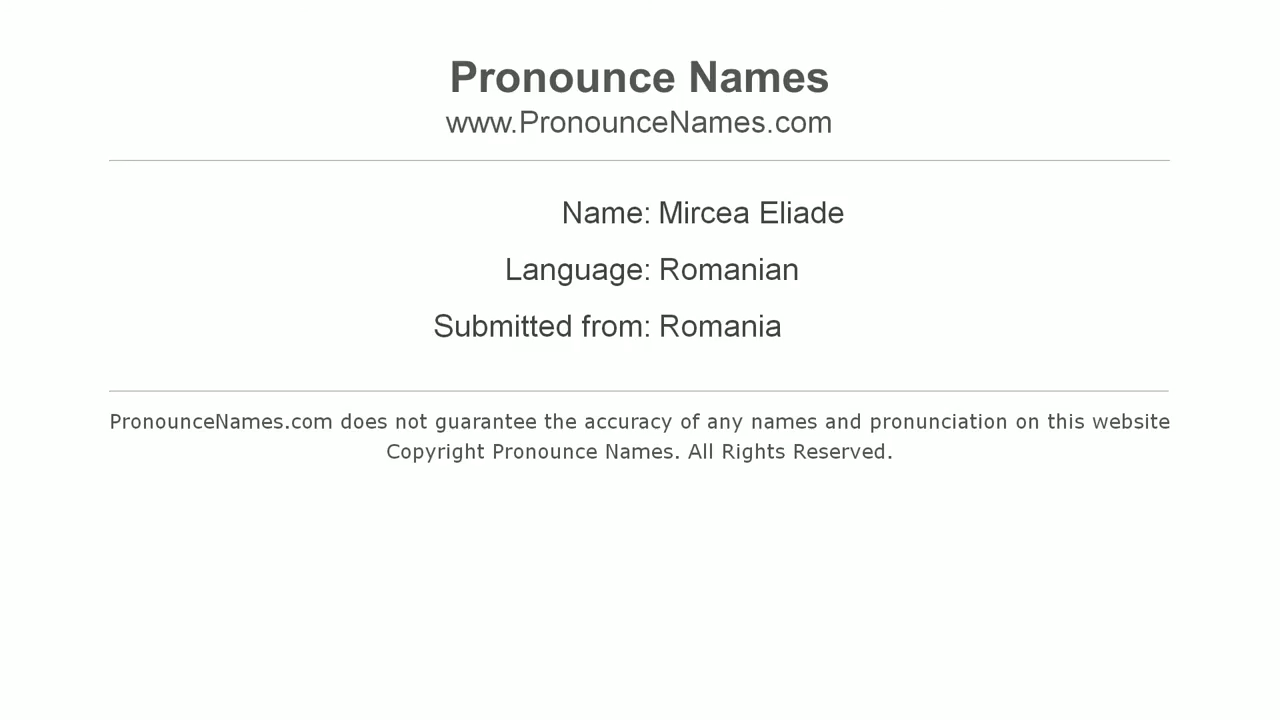 Pronounce Names
www.PronounceNames.com
Name: Mircea Eliade
Language: Romanian
Submitted from: Romania
PronounceNames.com does not guarantee the accuracy of any names and pronunciation on this website
Copyright Pronounce Names. All Rights Reserved.